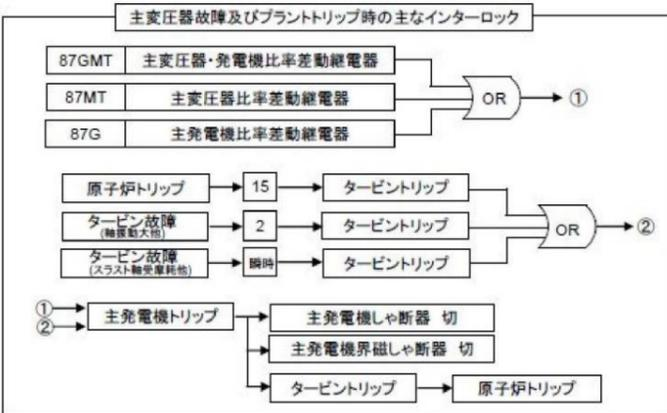 主変圧器故障及びプラントトリップ時の主なインターロック
87GMT 主変圧器・発電機比率差動継電器
87MT 主変圧器比率差動継電器
OR ①
87G 主発電機比率差動継電器
原子炉トリップ 15 タービントリップ
タービン故障
(軸振動大他)
2 タービントリップ
OR ②
タービン故障
(スラスト軸受摩耗他)
瞬時 タービントリップ
①
②
主発電機トリップ 主発電機しゃ断器 切
主発電機界磁しゃ断器 切
タービントリップ 原子炉トリップ